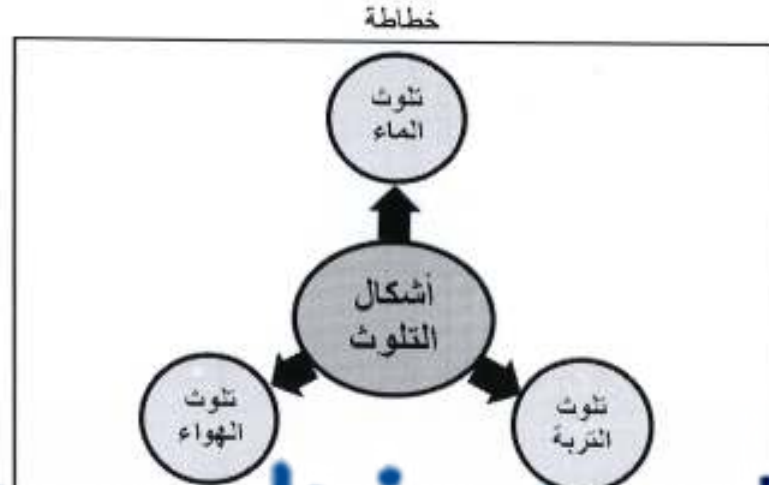 خطاطة
تلوث
الماء
أشكال
التلوث
تلوث
التربة
تلوث
الهواء